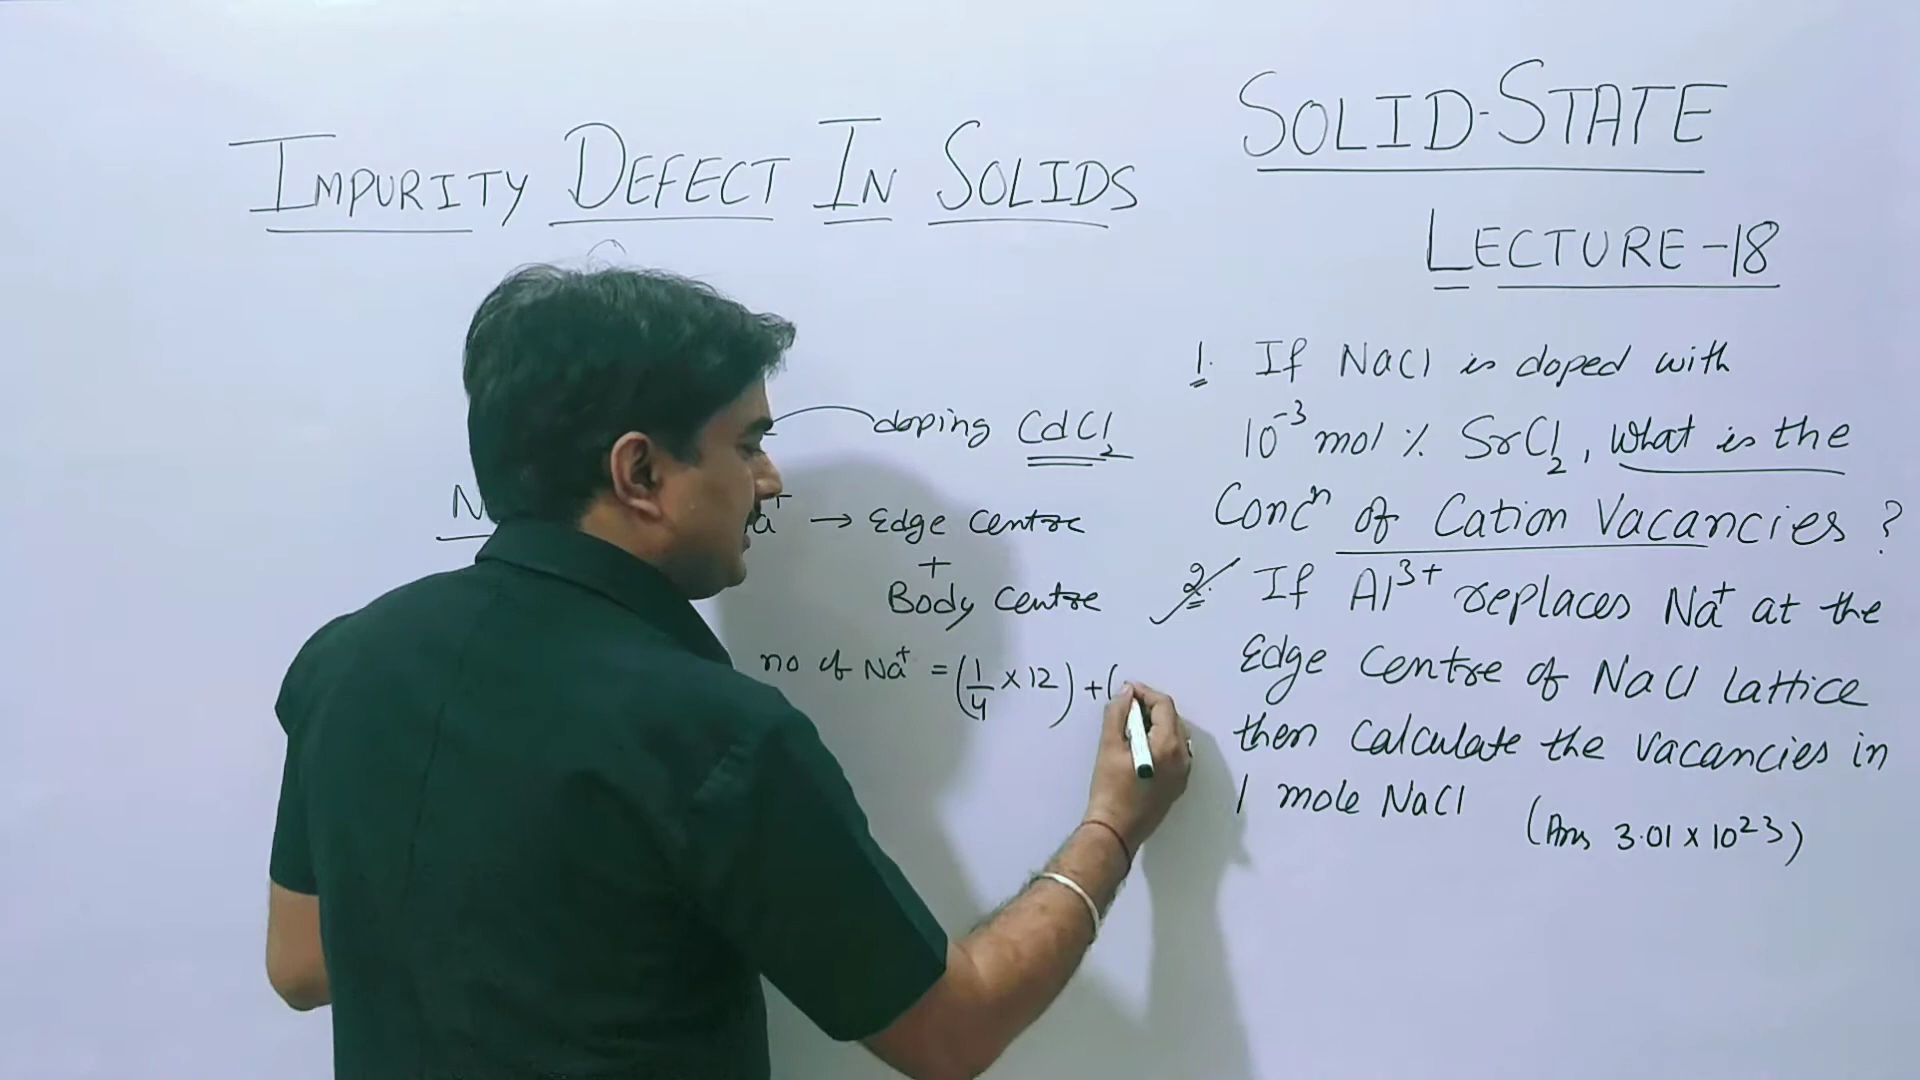 IMPURITY DEFECT IN SOLIDS
SOLID-STATE
LECTURE-18
doping CdCl2
→ Edge Centre
+
Body Centre
no of Na+ = (1/4 × 12) + (
1. If NaCl is doped with
10^-3 mol % SrCl2, what is the
Conc^n of Cation Vacancies ?
2. If Al3+ replaces Na+ at the
Edge Centre of NaCl Lattice
then Calculate the vacancies in
1 mole NaCl
(Ans 3.01 x 10^23)